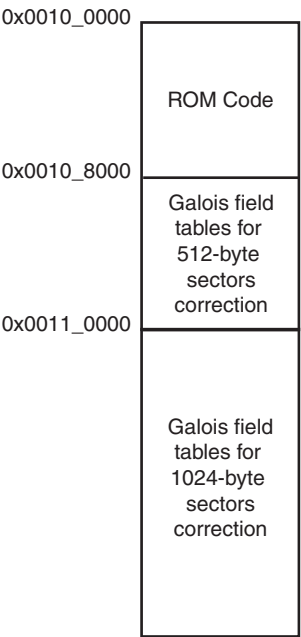 0x0010_0000
ROM Code
0x0010_8000
Galois field
tables for
512-byte
sectors
correction
0x0011_0000
Galois field
tables for
1024-byte
sectors
correction